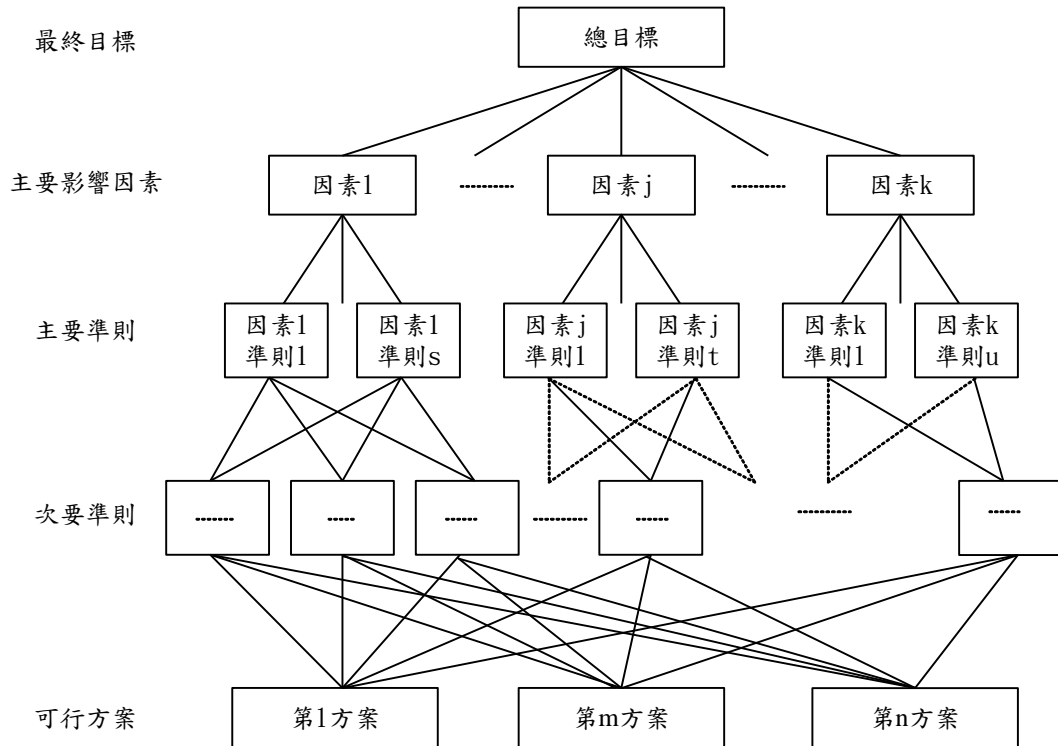 最終目標
總目標
主要影響因素
因素1
因素j
因素k
主要準則
因素1
準則1
因素1
準則s
因素j
準則1
因素j
準則t
因素k
準則1
因素k
準則u
次要準則
可行方案
第1方案
第m方案
第n方案